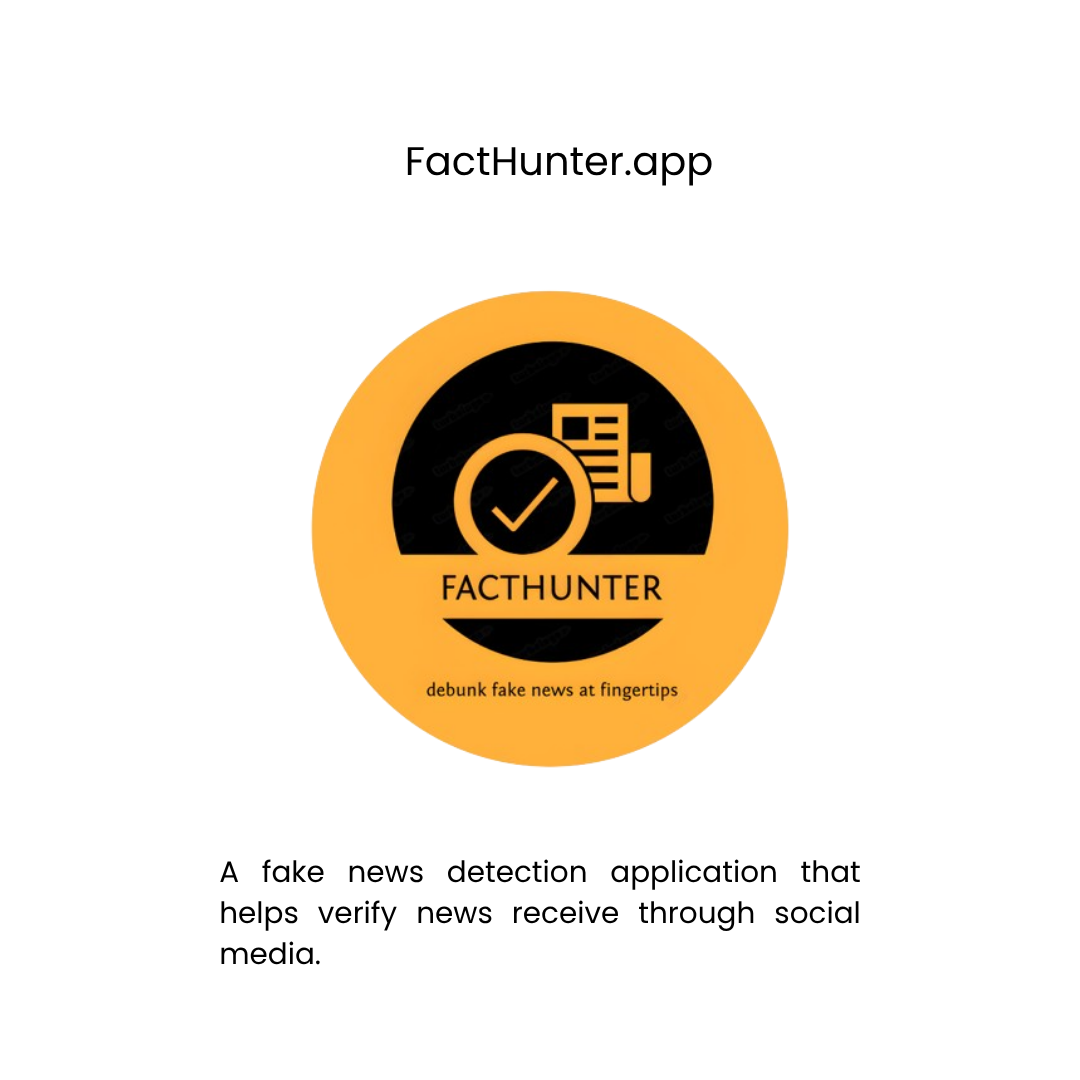 FactHunter.app
FACTHUNTER
debunk fake news at fingertips
A fake news detection application that
helps verify news receive through social
media.